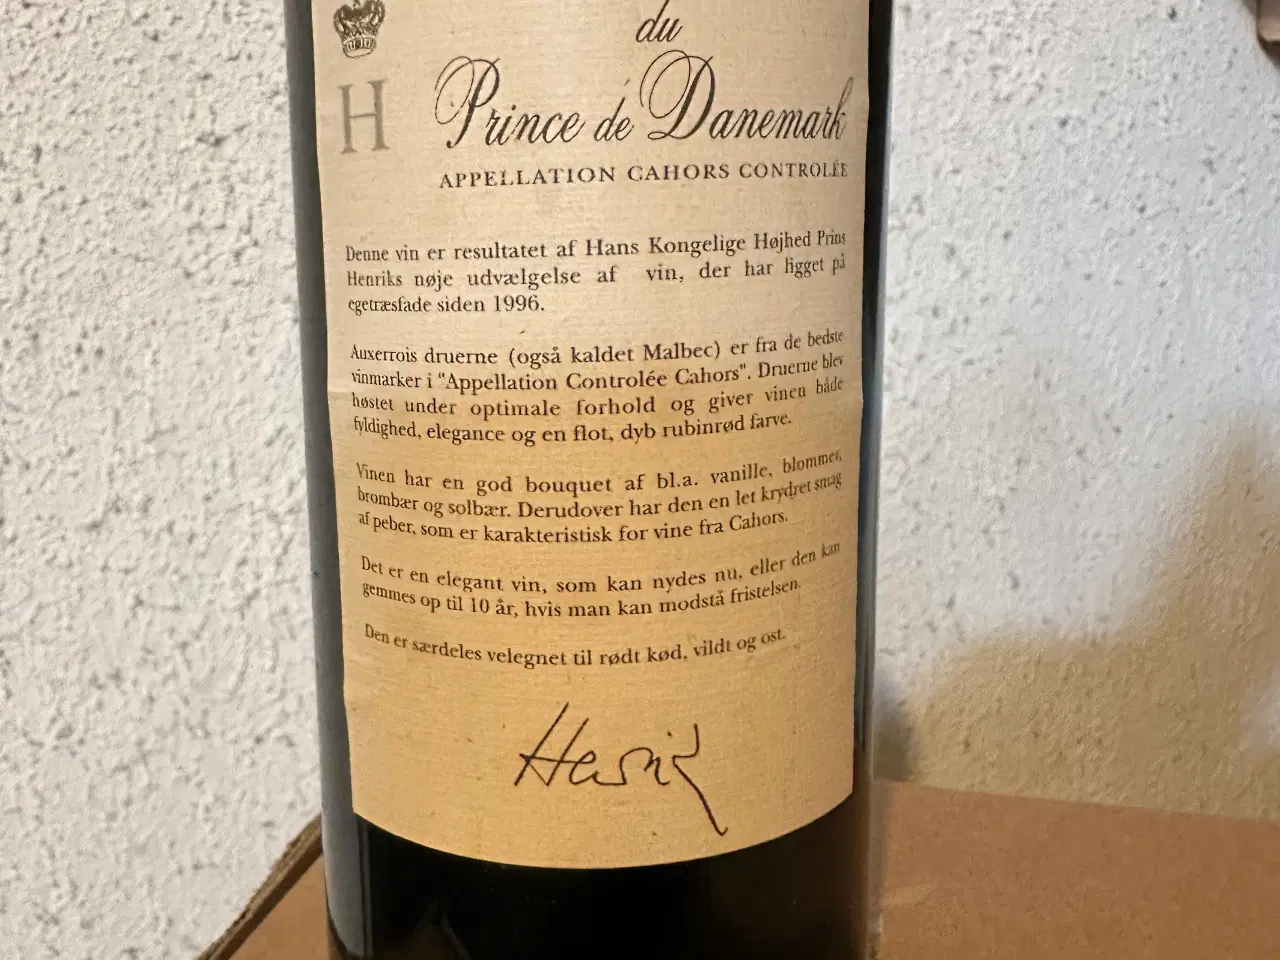 du
H
Prince de Danemark
APPELLATION CAHORS CONTROLÉE
Denne vin er resultatet af Hans Kongelige Højhed Prins
Henriks nøje udvælgelse af vin, der har ligget på
egetræsfade siden 1996.
Auxerrois druerne (også kaldet Malbec) er fra de bedste
vinmarker i "Appellation Controlée Cahors". Druerne blev
høstet under optimale forhold og giver vinen både
fyldighed, elegance og en flot, dyb rubinrød farve.
Vinen har en god bouquet af bl.a. vanille, blommer,
brombær og solbær. Derudover har den en let krydret smag
af peber, som er karakteristisk for vine fra Cahors.
Det er en elegant vin, som kan nydes nu, eller den kan
gemmes op til 10 år, hvis man kan modstå fristelsen.
Den er særdeles velegnet til rødt kød, vildt og ost.
Henrik